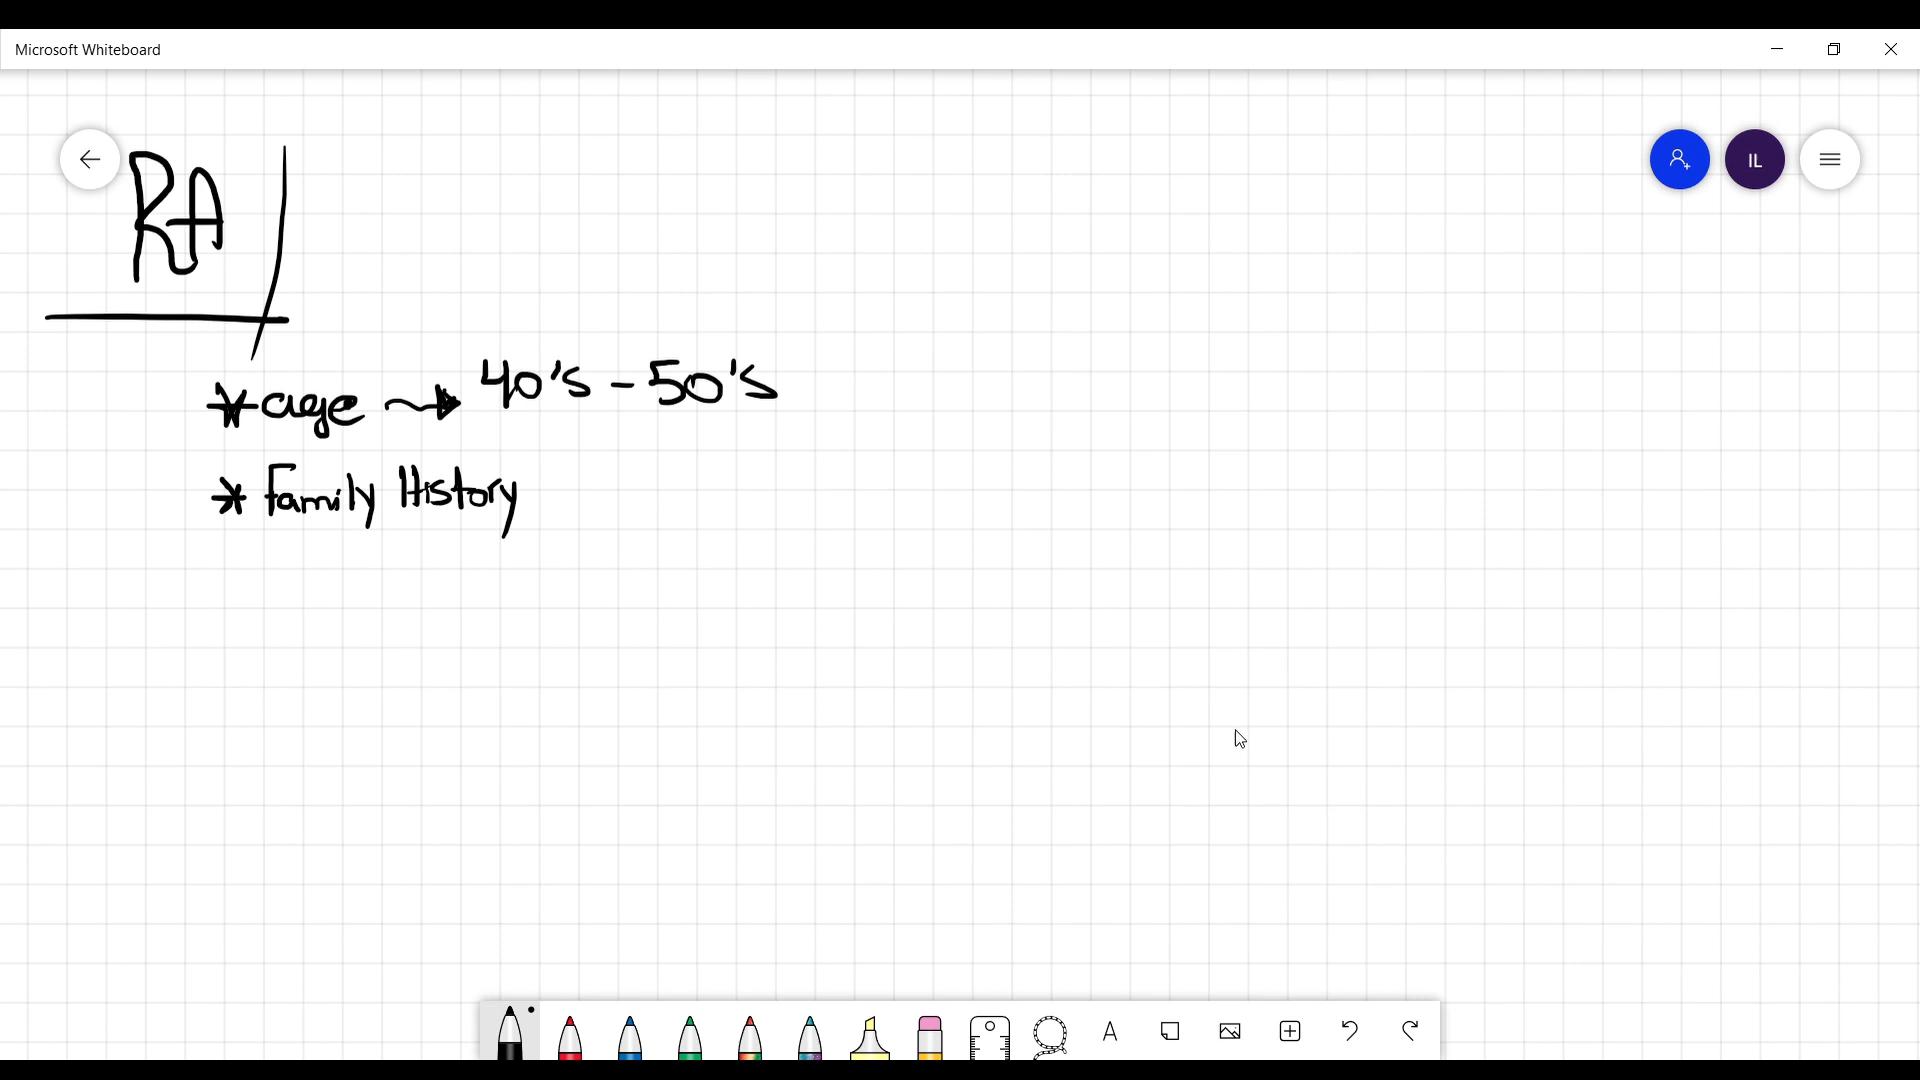 Microsoft Whiteboard
RA
IL
* age → 40's - 50's
* Family History
A